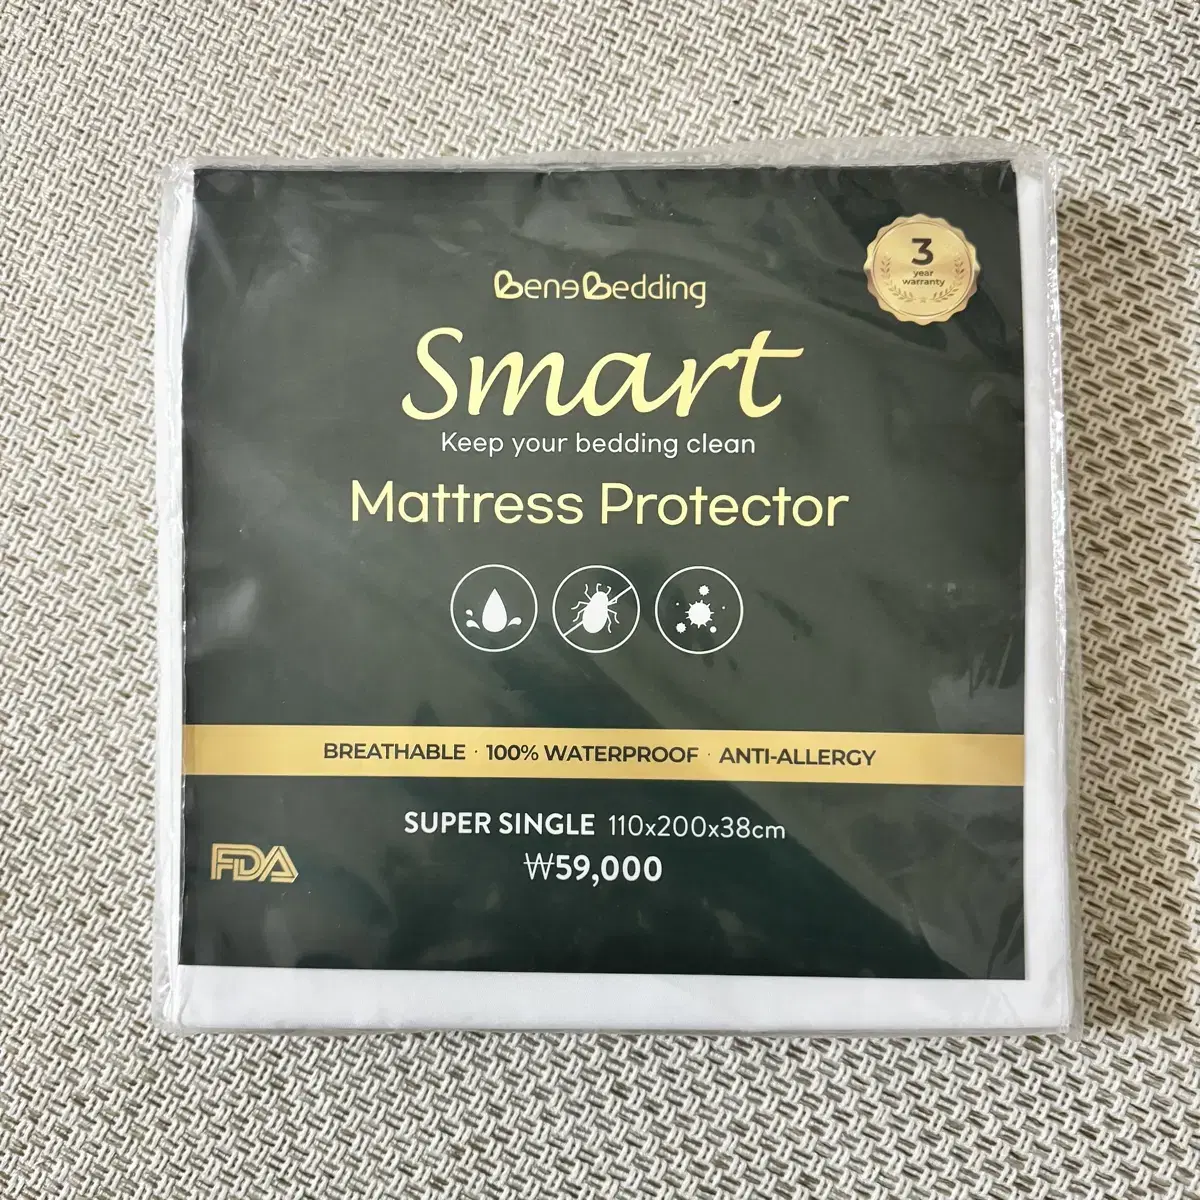 BeneBedding
3
year
warranty
Smart
Keep your bedding clean
Mattress Protector
BREATHABLE · 100% WATERPROOF · ANTI-ALLERGY
SUPER SINGLE 110x200x38cm
₩59,000
FDA